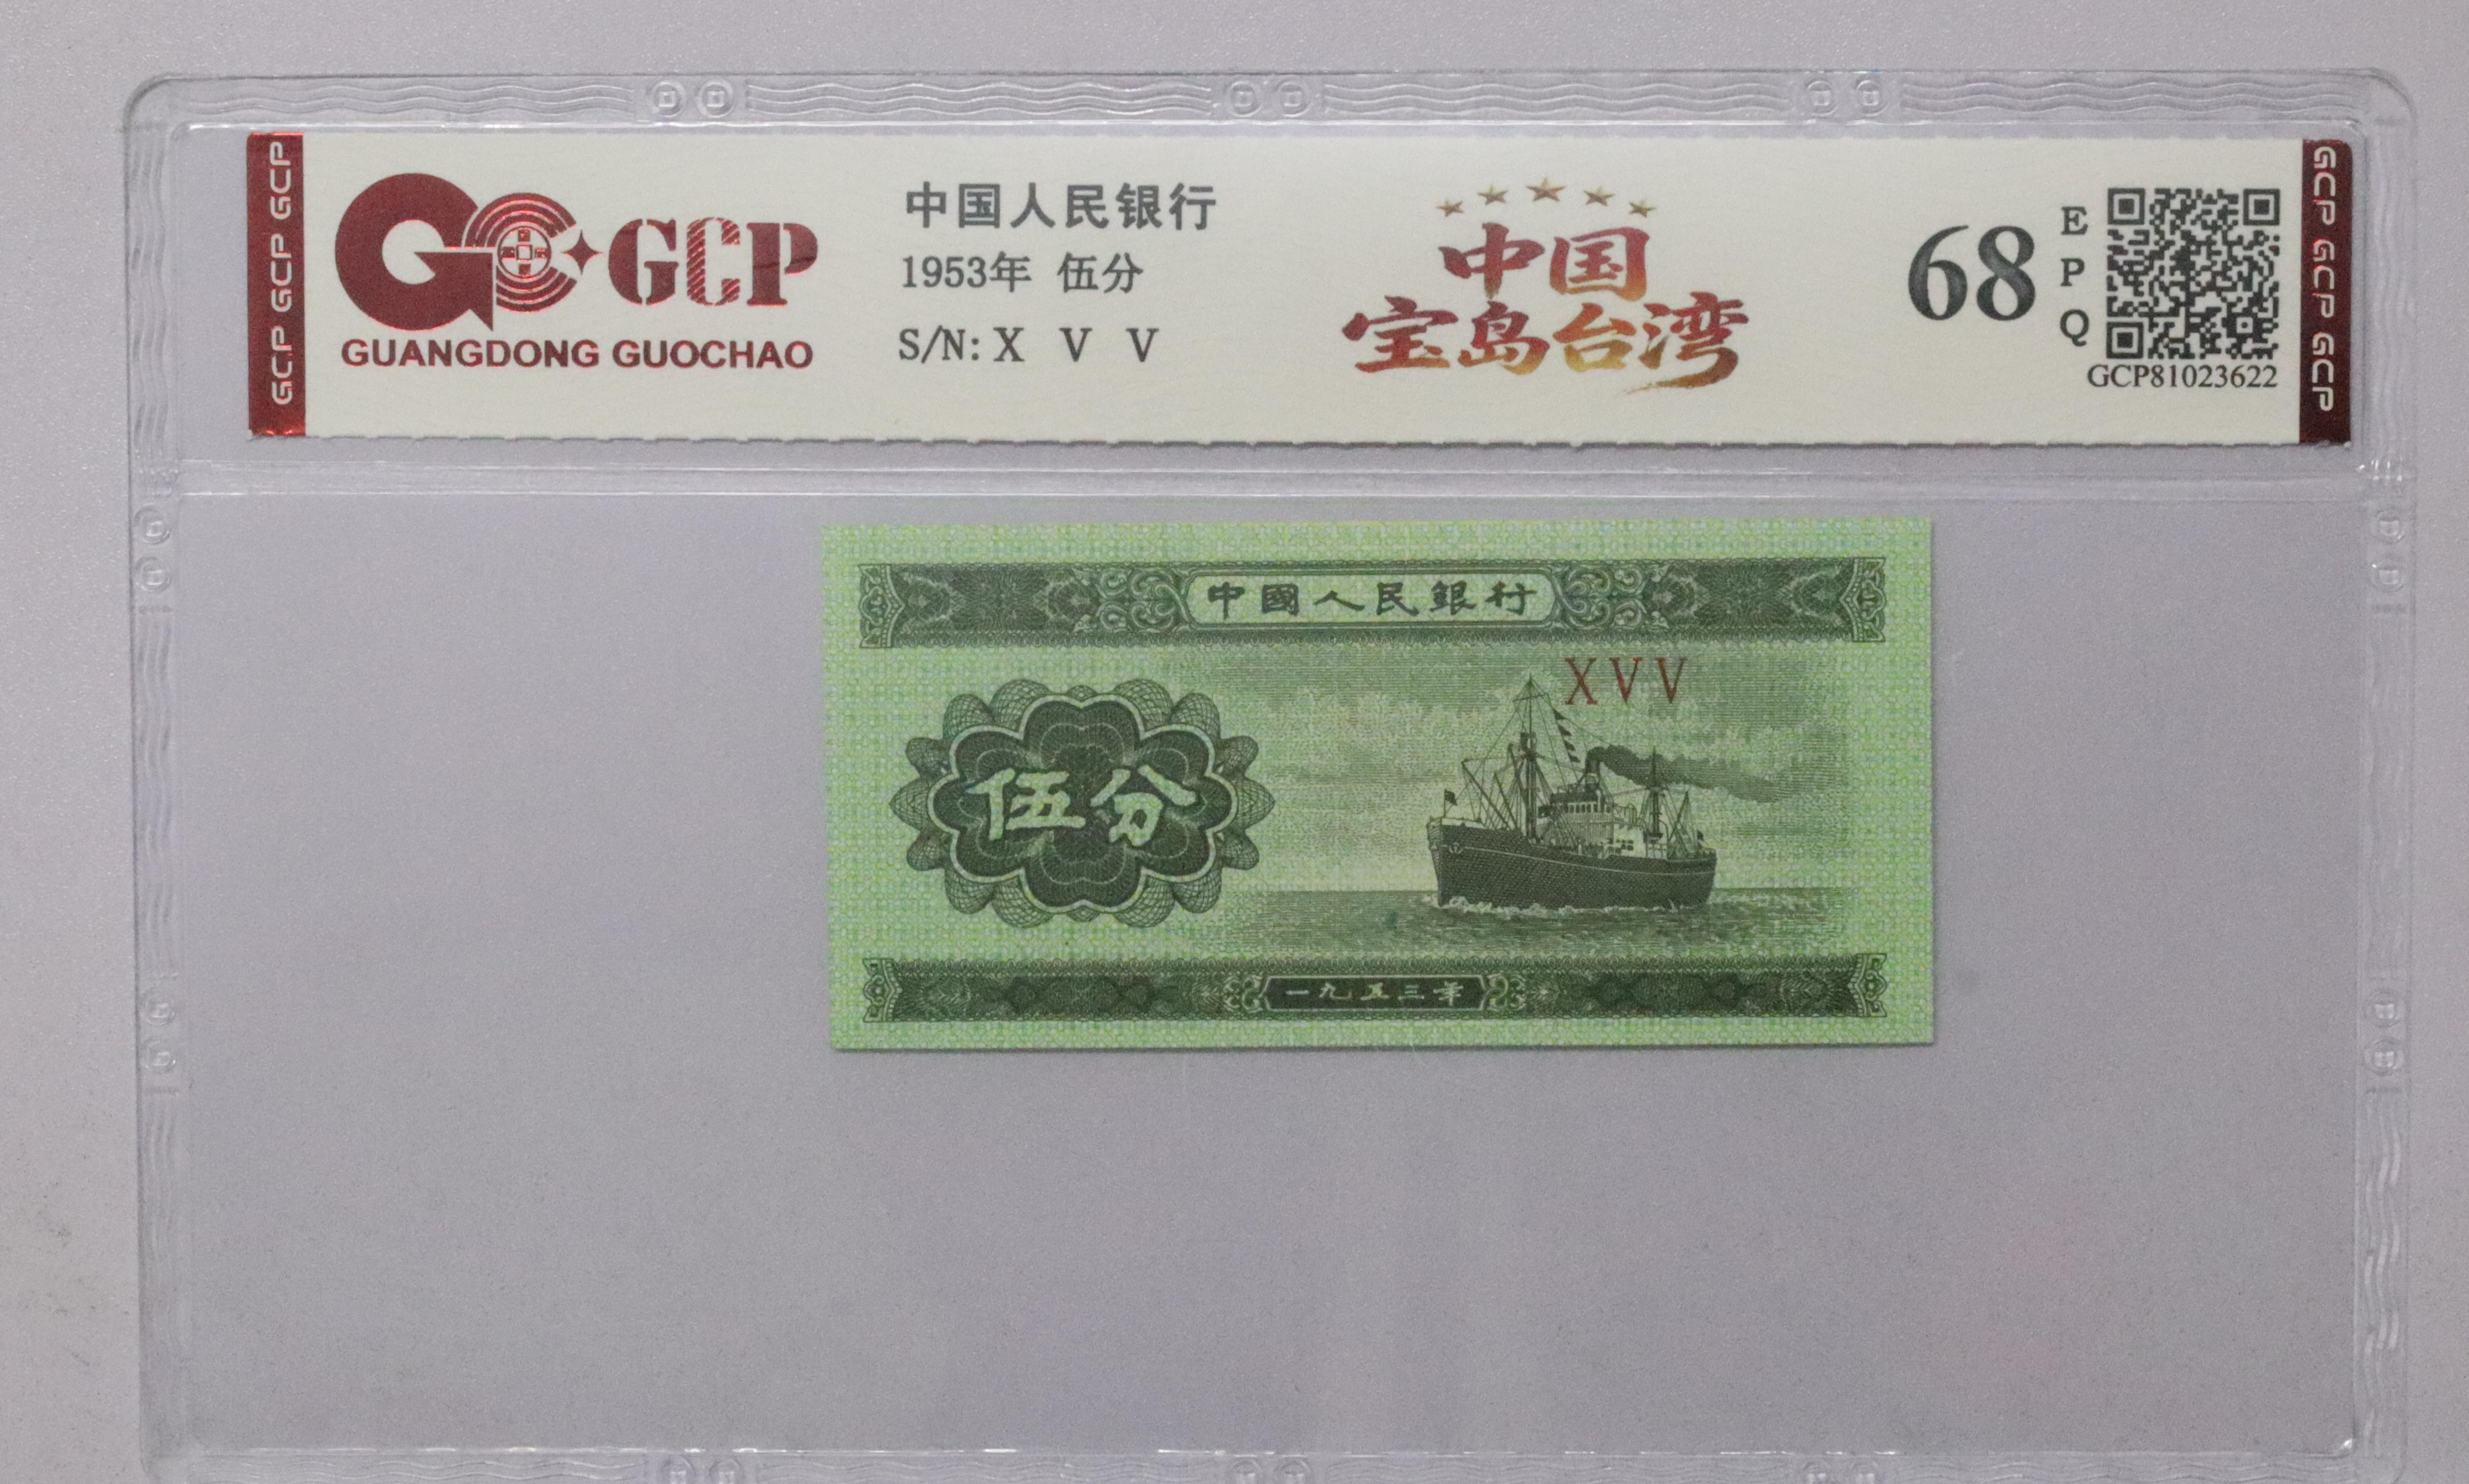 GCP GCP GCP
GCP
GUANGDONG GUOCHAO
中国人民银行
1953年 伍分
S/N: X V V
中国
宝岛台湾
68
E
P
Q
GCP81023622
GCP GCP GCP
中國人民銀行
XVV
伍分
一九五三年